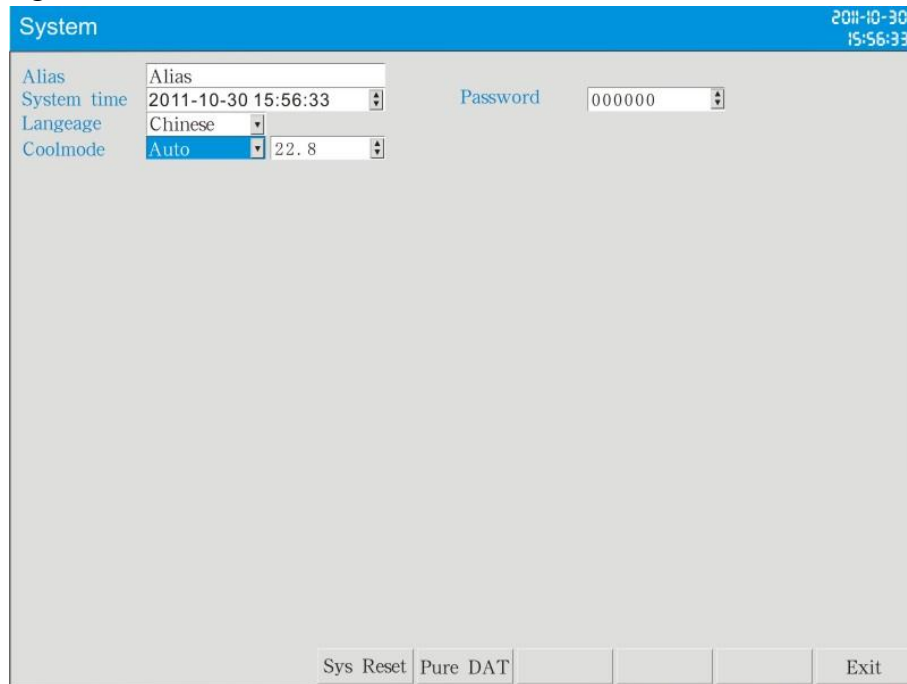 System
2011-10-30
15:56:33
Alias Alias
System time 2011-10-30 15:56:33 Password 000000
Langeage Chinese
Coolmode Auto 22.8
Sys Reset Pure DAT Exit